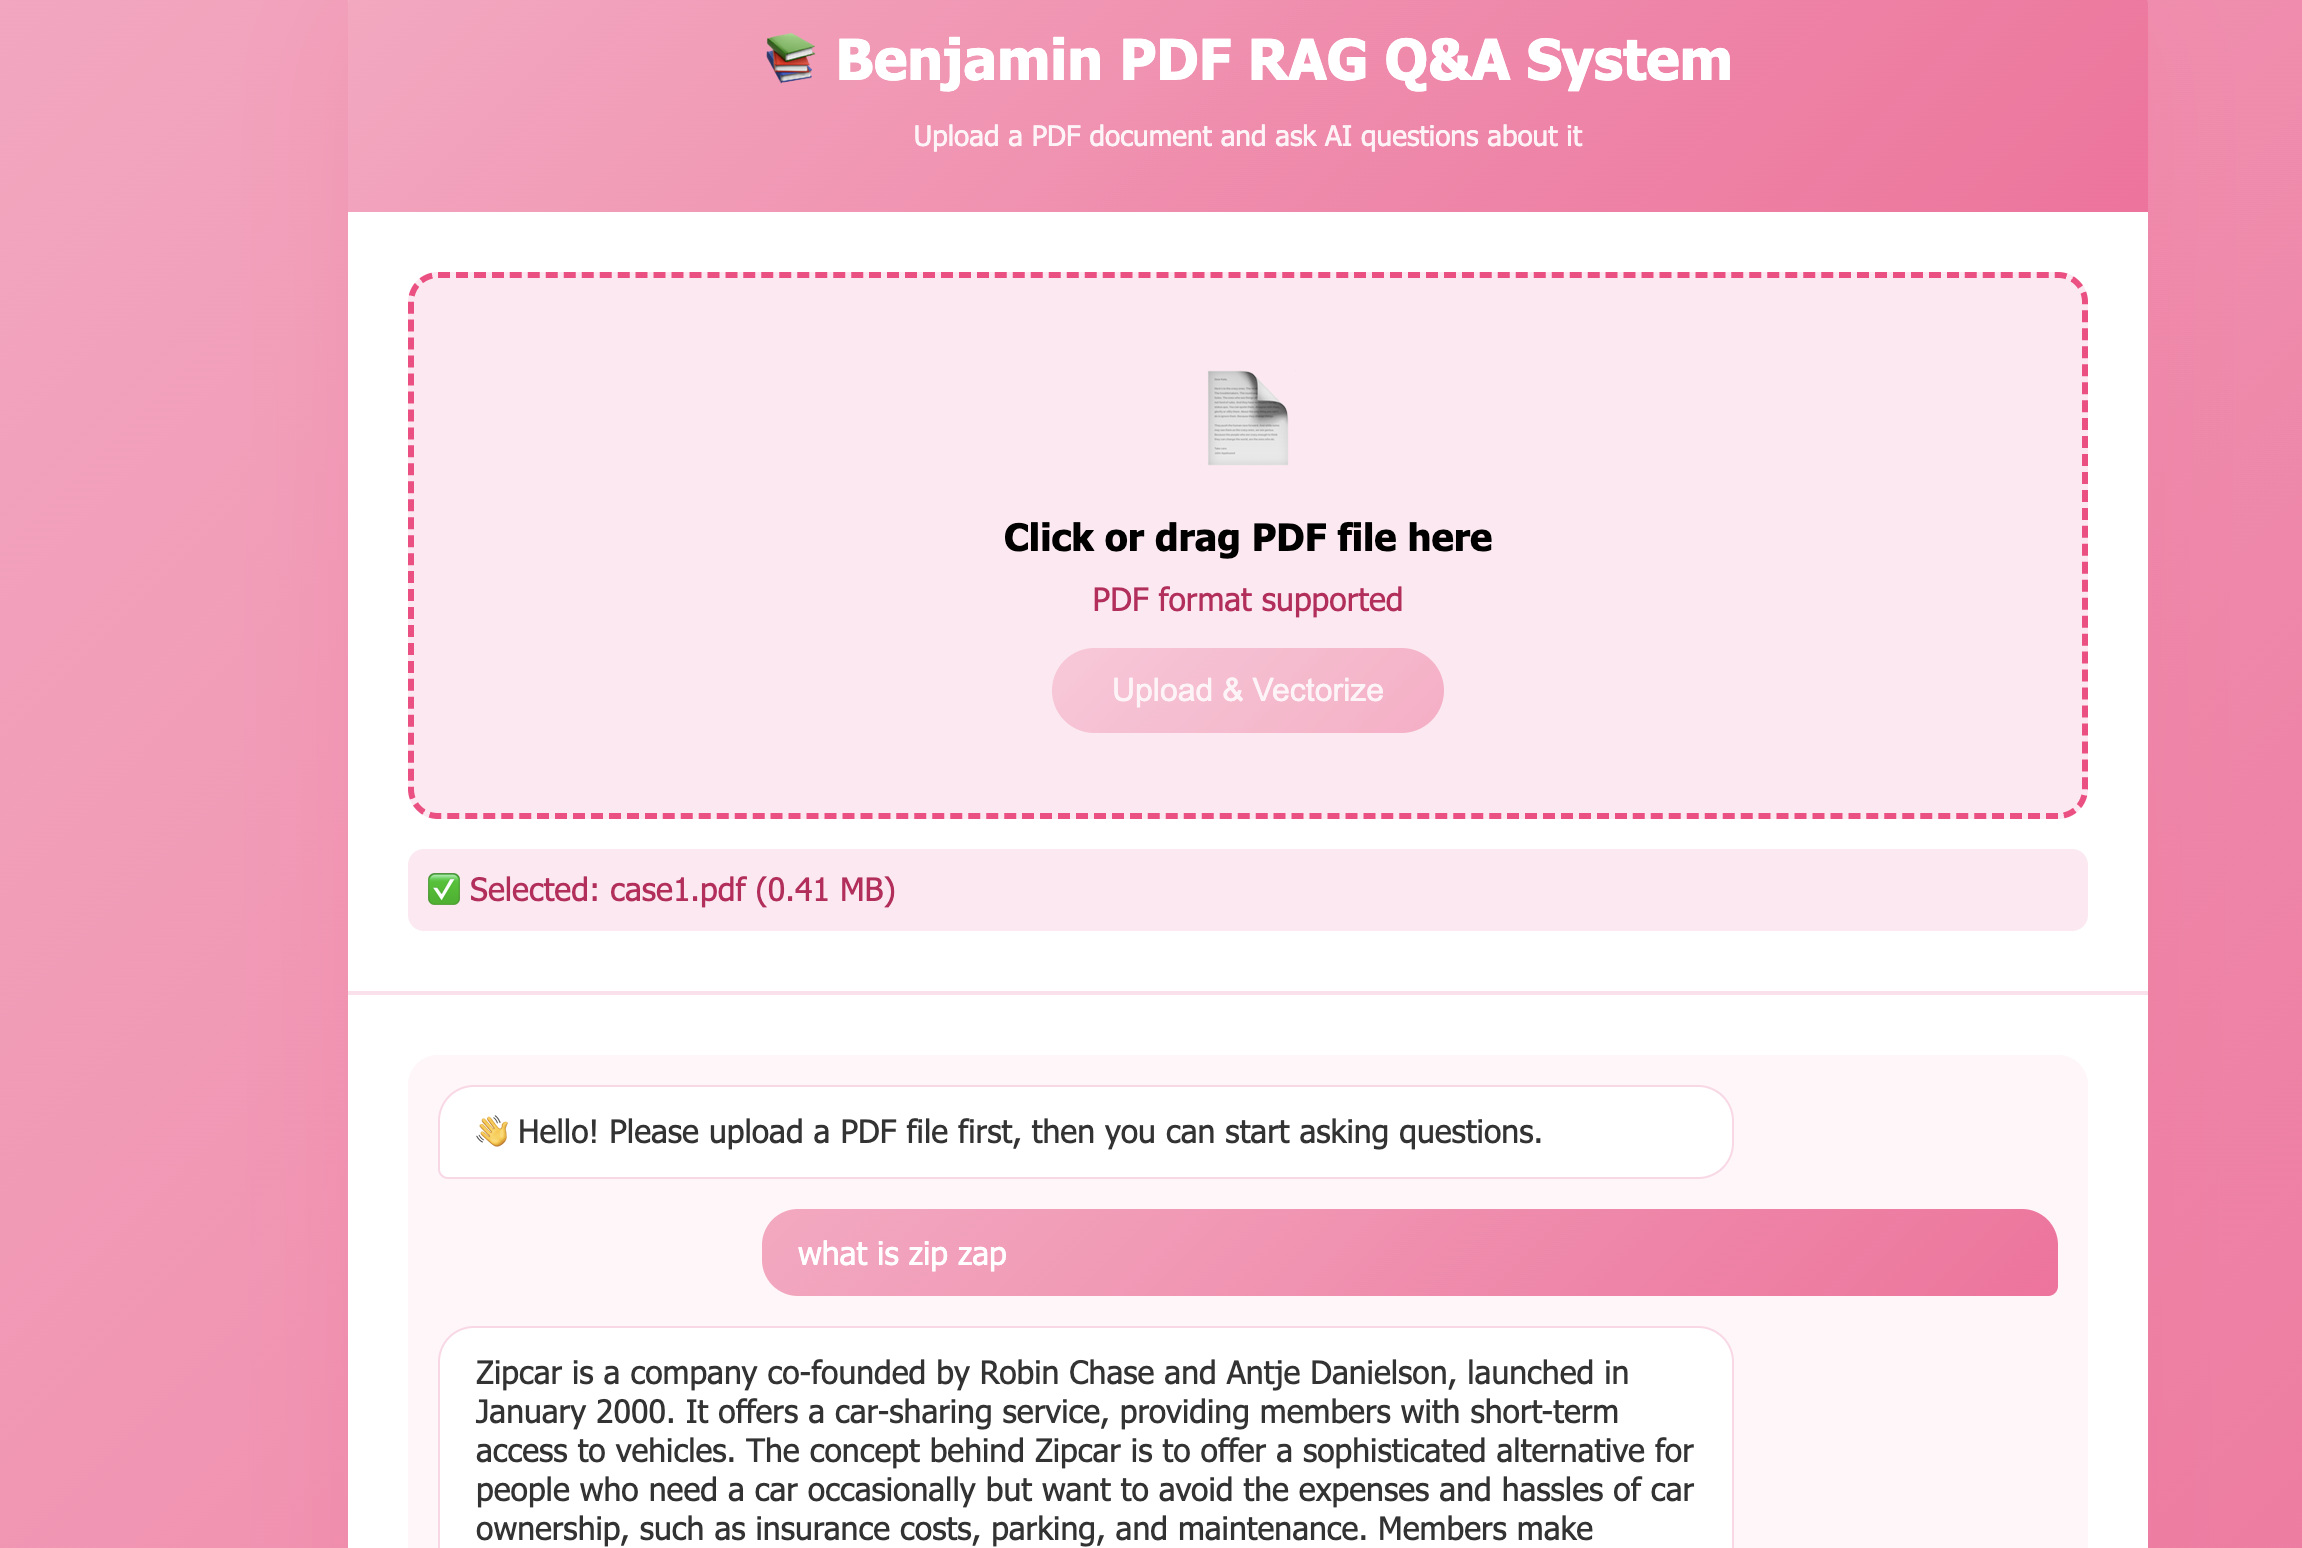 📚 Benjamin PDF RAG Q&A System
Upload a PDF document and ask AI questions about it
Click or drag PDF file here
PDF format supported
Upload & Vectorize
✅ Selected: case1.pdf (0.41 MB)
👋 Hello! Please upload a PDF file first, then you can start asking questions.
what is zip zap
Zipcar is a company co-founded by Robin Chase and Antje Danielson, launched in
January 2000. It offers a car-sharing service, providing members with short-term
access to vehicles. The concept behind Zipcar is to offer a sophisticated alternative for
people who need a car occasionally but want to avoid the expenses and hassles of car
ownership, such as insurance costs, parking, and maintenance. Members make